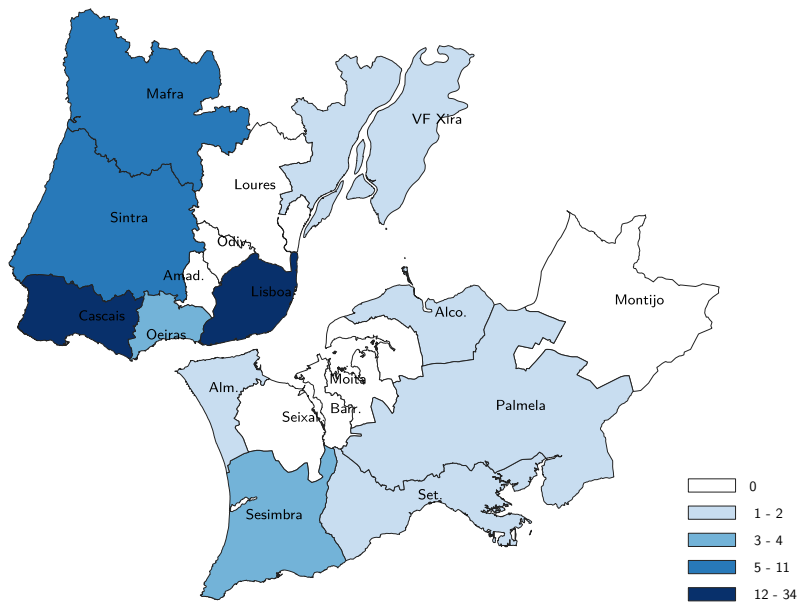 Mafra
VF Xira
Loures
Sintra
Odiv.
Amad.
Lisboa
Montijo
Cascais
Alco.
Oeiras
Moita
Alm.
Palmela
Barr.
Seixal
Set.
Sesimbra
0
1 - 2
3 - 4
5 - 11
12 - 34